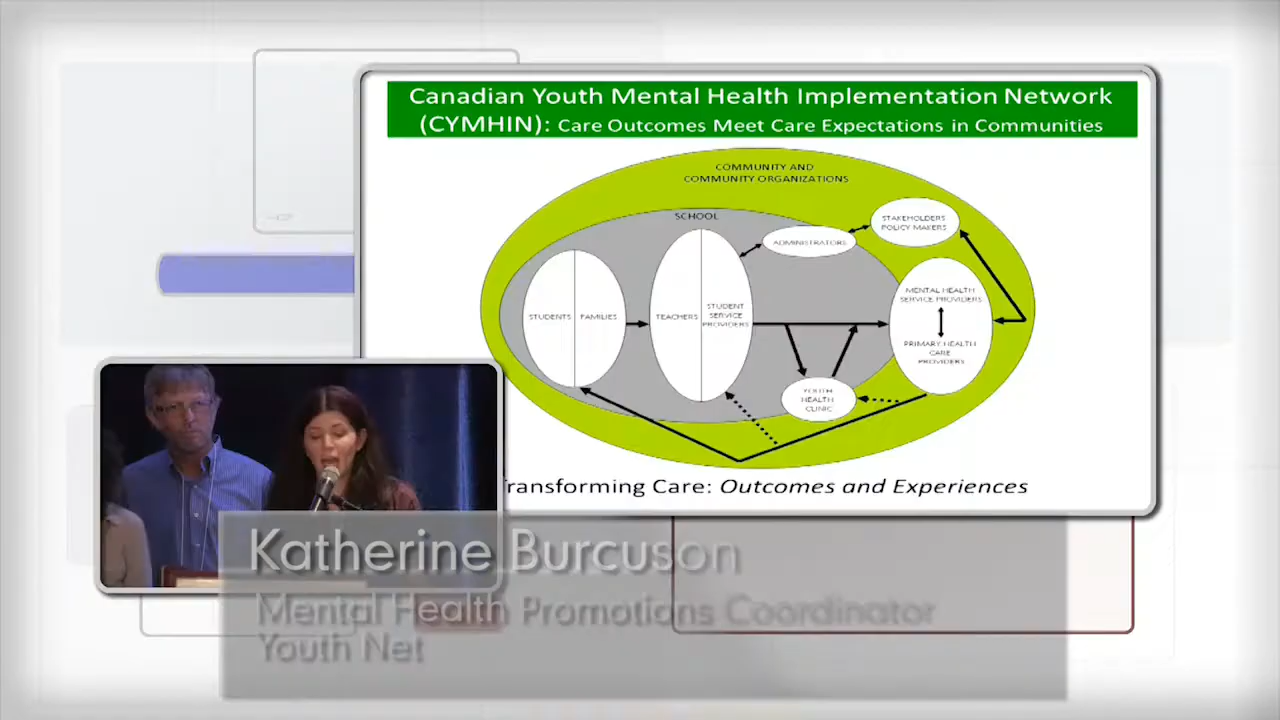 Canadian Youth Mental Health Implementation Network
(CYMHIN): Care Outcomes Meet Care Expectations in Communities
COMMUNITY AND
COMMUNITY ORGANIZATIONS
SCHOOL
STAKEHOLDERS
POLICY MAKERS
ADMINISTRATORS
STUDENTS
FAMILIES
TEACHERS
STUDENT
SERVICE
PROVIDERS
MENTAL HEALTH
SERVICE PROVIDERS
PRIMARY HEALTH
CARE
PROVIDERS
YOUTH
HEALTH
CLINIC
ransforming Care: Outcomes and Experiences
Katherine Burcuson
Mental Health Promotions Coordinator
Youth Net